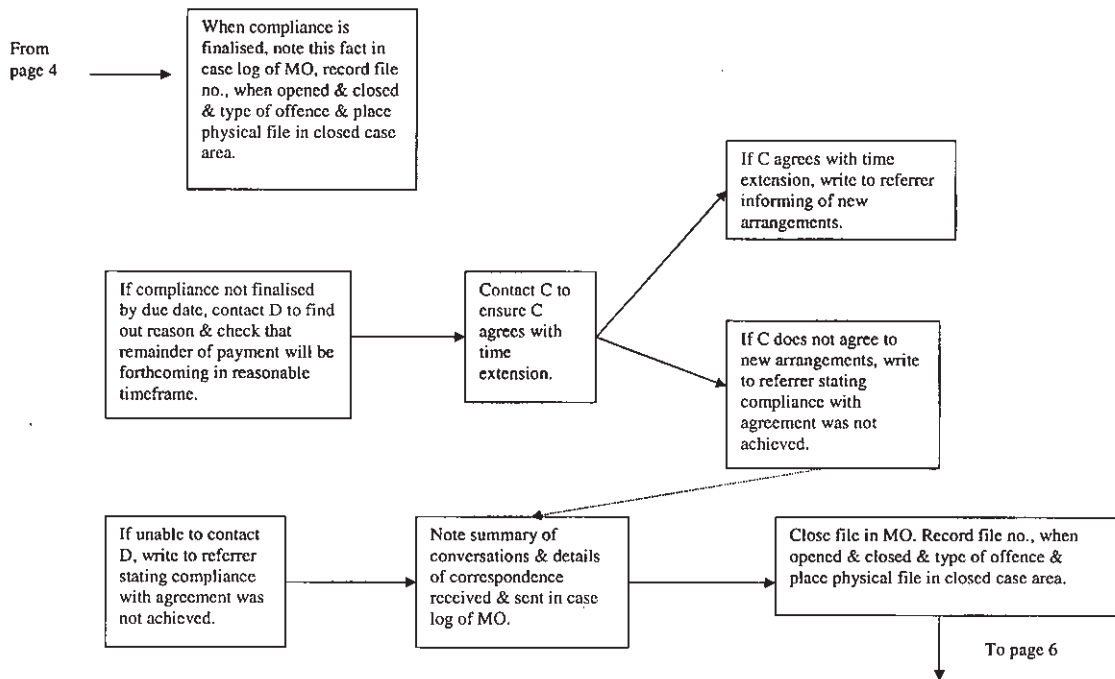 From
page 4
When compliance is
finalised, note this fact in
case log of MO, record file
no., when opened & closed
& type of offence & place
physical file in closed case
area.
If C agrees with time
extension, write to referrer
informing of new
arrangements.
If compliance not finalised
by due date, contact D to find
out reason & check that
remainder of payment will be
forthcoming in reasonable
timeframe.
Contact C to
ensure C
agrees with
time
extension.
If C does not agree to
new arrangements, write
to referrer stating
compliance with
agreement was not
achieved.
If unable to contact
D, write to referrer
stating compliance
with agreement was
not achieved.
Note summary of
conversations & details
of correspondence
received & sent in case
log of MO.
Close file in MO. Record file no., when
opened & closed & type of offence &
place physical file in closed case area.
To page 6